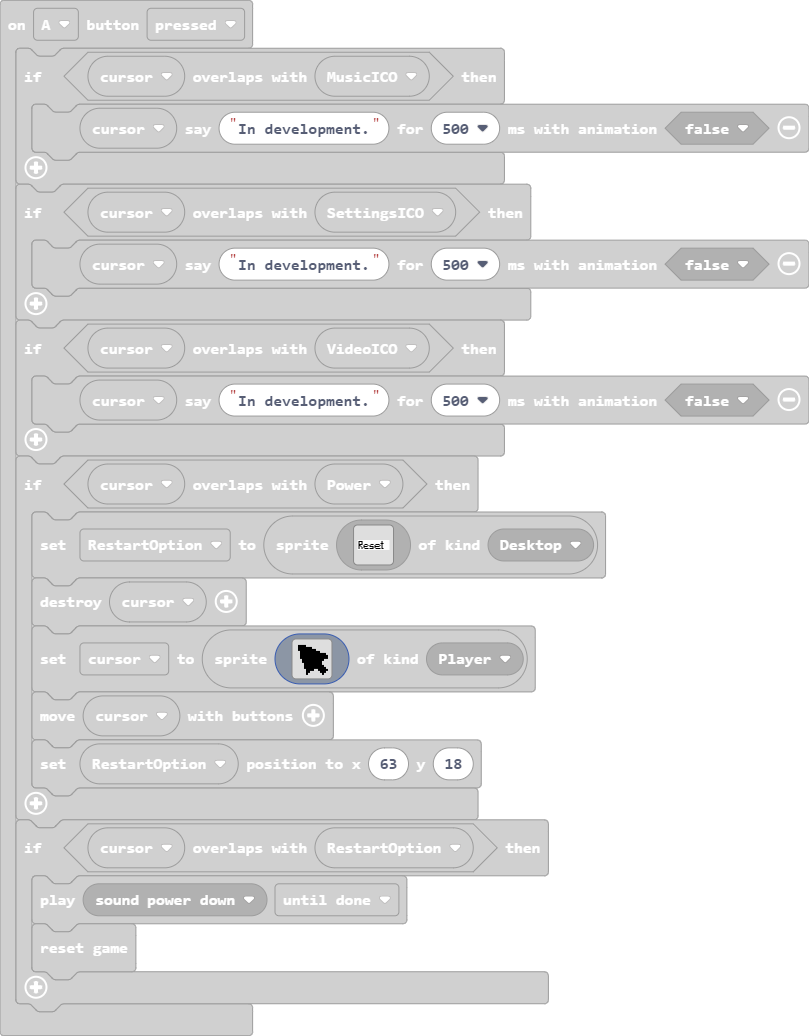 on A button pressed
if cursor overlaps with MusicICO then
cursor say "In development." for 500 ms with animation false
if cursor overlaps with SettingsICO then
cursor say "In development." for 500 ms with animation false
if cursor overlaps with VideoICO then
cursor say "In development." for 500 ms with animation false
if cursor overlaps with Power then
set RestartOption to sprite Reset of kind Desktop
destroy cursor
set cursor to sprite of kind Player
move cursor with buttons
set RestartOption position to x 63 y 18
if cursor overlaps with RestartOption then
play sound power down until done
reset game